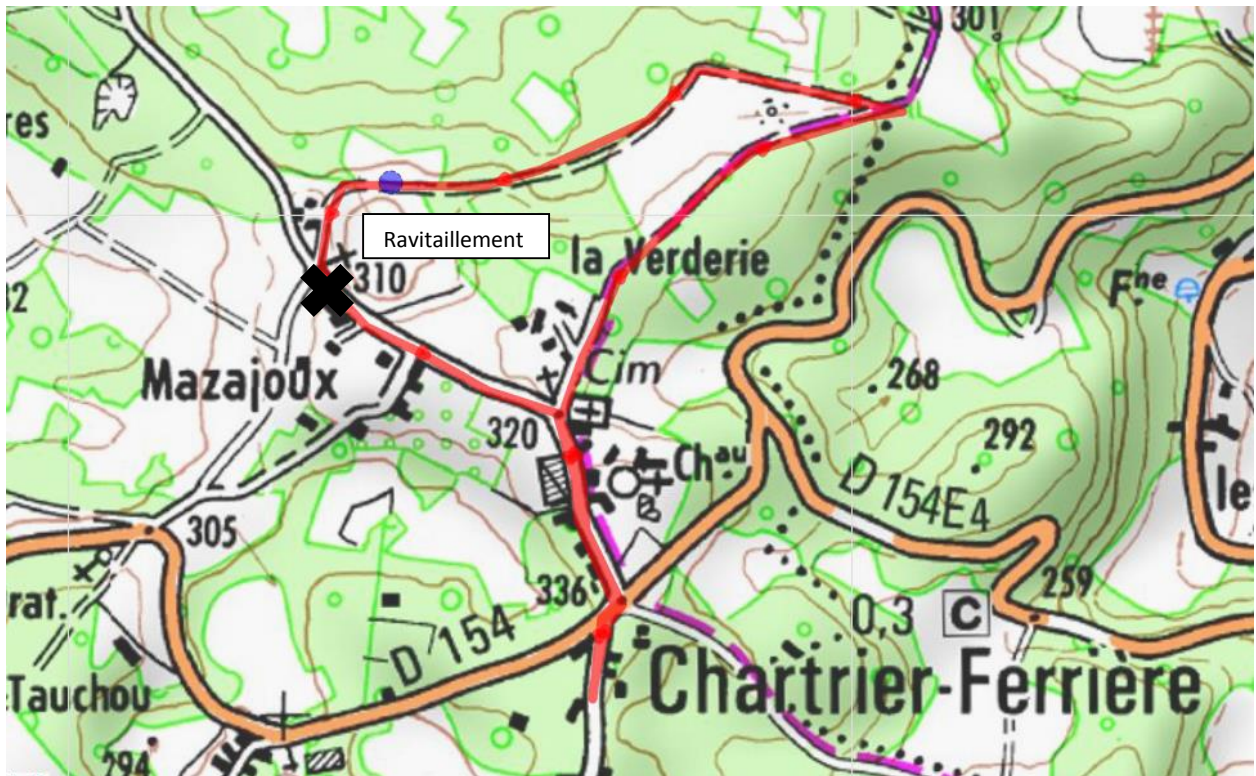 301
res
Ravitaillement
la Verderie
310
Fne
32
Mazajoux
Cim
268
320
Chau
292
le
D 154E4
305
336
259
rat.
0,3 C
D 154
Chartrier-Ferrière
-Tauchou
294